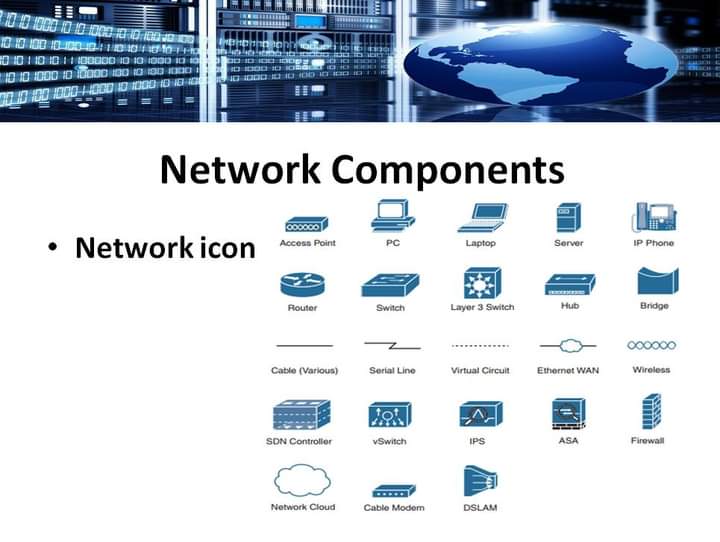 Network Components
• Network icon
Access Point PC Laptop Server IP Phone
Router Switch Layer 3 Switch Hub Bridge
Cable (Various) Serial Line Virtual Circuit Ethernet WAN Wireless
SDN Controller vSwitch IPS ASA Firewall
Network Cloud Cable Modem DSLAM